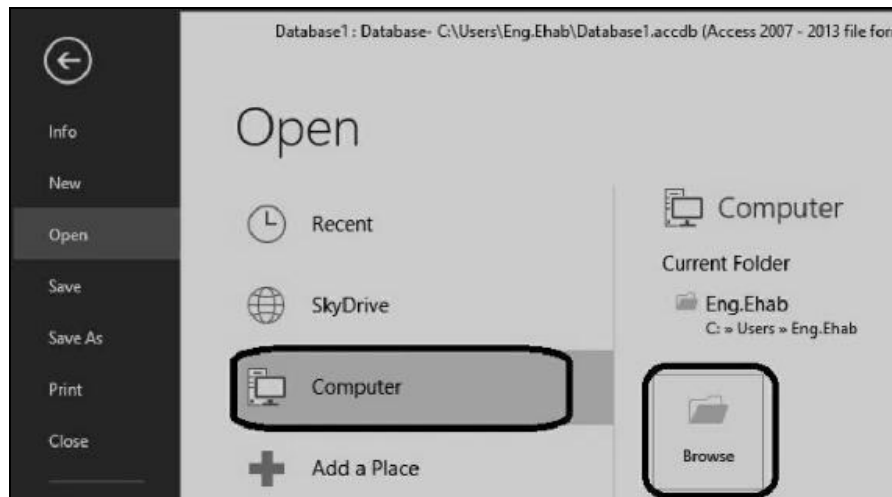 Database1 : Database- C:\Users\Eng.Ehab\Database1.accdb (Access 2007 - 2013 file
Info
New
Open
Save
Save As
Print
Close
Open
Recent
SkyDrive
Computer
Add a Place
Computer
Current Folder
Eng.Ehab
C: » Users » Eng.Ehab
Browse